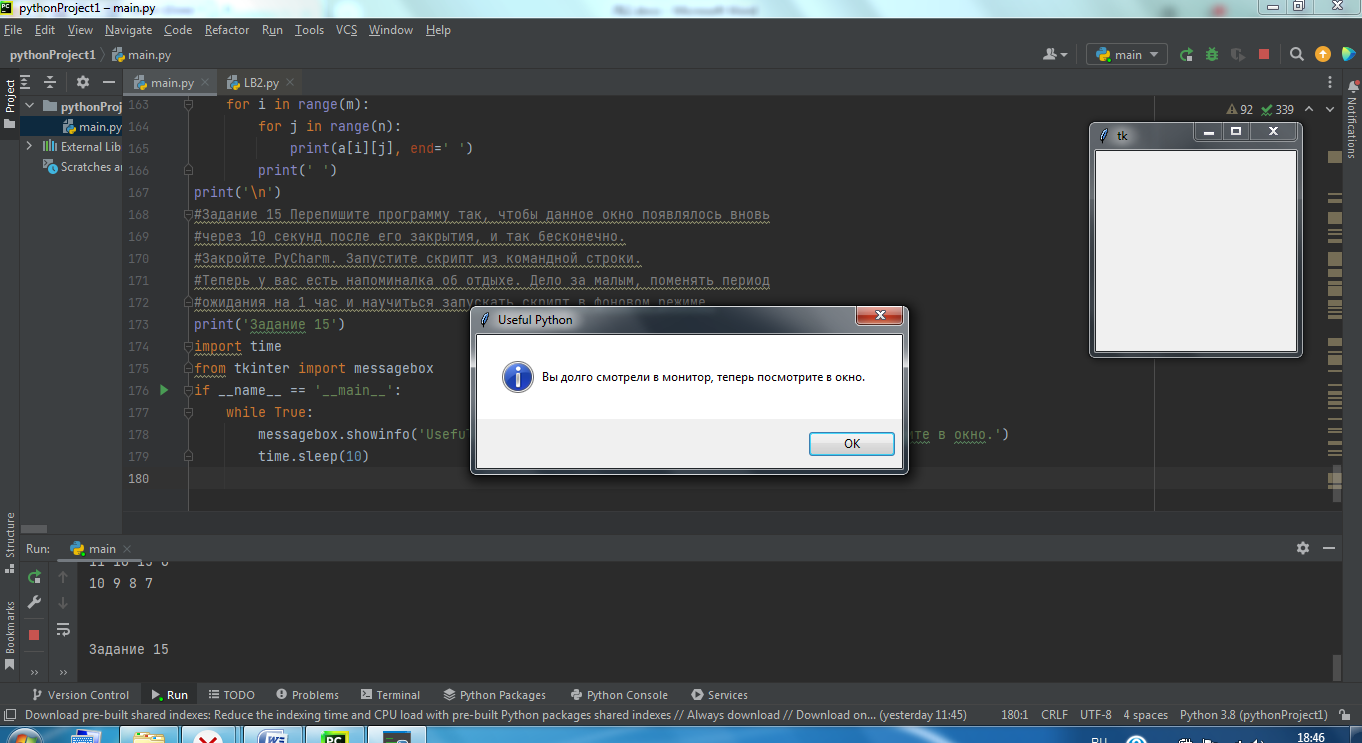 pythonProject1 – main.py
File Edit View Navigate Code Refactor Run Tools VCS Window Help
pythonProject1 main.py
main
Project
main.py
LB2.py
Notifications
pythonProj
main.py
External Lib
Scratches a
92 339
163 for i in range(m):
164 for j in range(n):
165 print(a[i][j], end=' ')
166 print(' ')
167 print('\n')
168 #Задание 15 Перепишите программу так, чтобы данное окно появлялось вновь
169 #через 10 секунд после его закрытия, и так бесконечно.
170 #Закройте PyCharm. Запустите скрипт из командной строки.
171 #Теперь у вас есть напоминалка об отдыхе. Дело за малым, поменять период
172 #ожидания на 1 час и научиться запускать скрипт в фоновом режиме
173 print('Задание 15')
174 import time
175 from tkinter import messagebox
176 if __name__ == '__main__':
177 while True:
178 messagebox.showinfo('Useful в окно.')
179 time.sleep(10)
180
tk
Useful Python
Вы долго смотрели в монитор, теперь посмотрите в окно.
OK
Structure
Bookmarks
Run: main
10 9 8 7
Задание 15
Version Control Run TODO Problems Terminal Python Packages Python Console Services
Download pre-built shared indexes: Reduce the indexing time and CPU load with pre-built Python packages shared indexes // Always download // Download on... (yesterday 11:45) 180:1 CRLF UTF-8 4 spaces Python 3.8 (pythonProject1)
RU 18:46